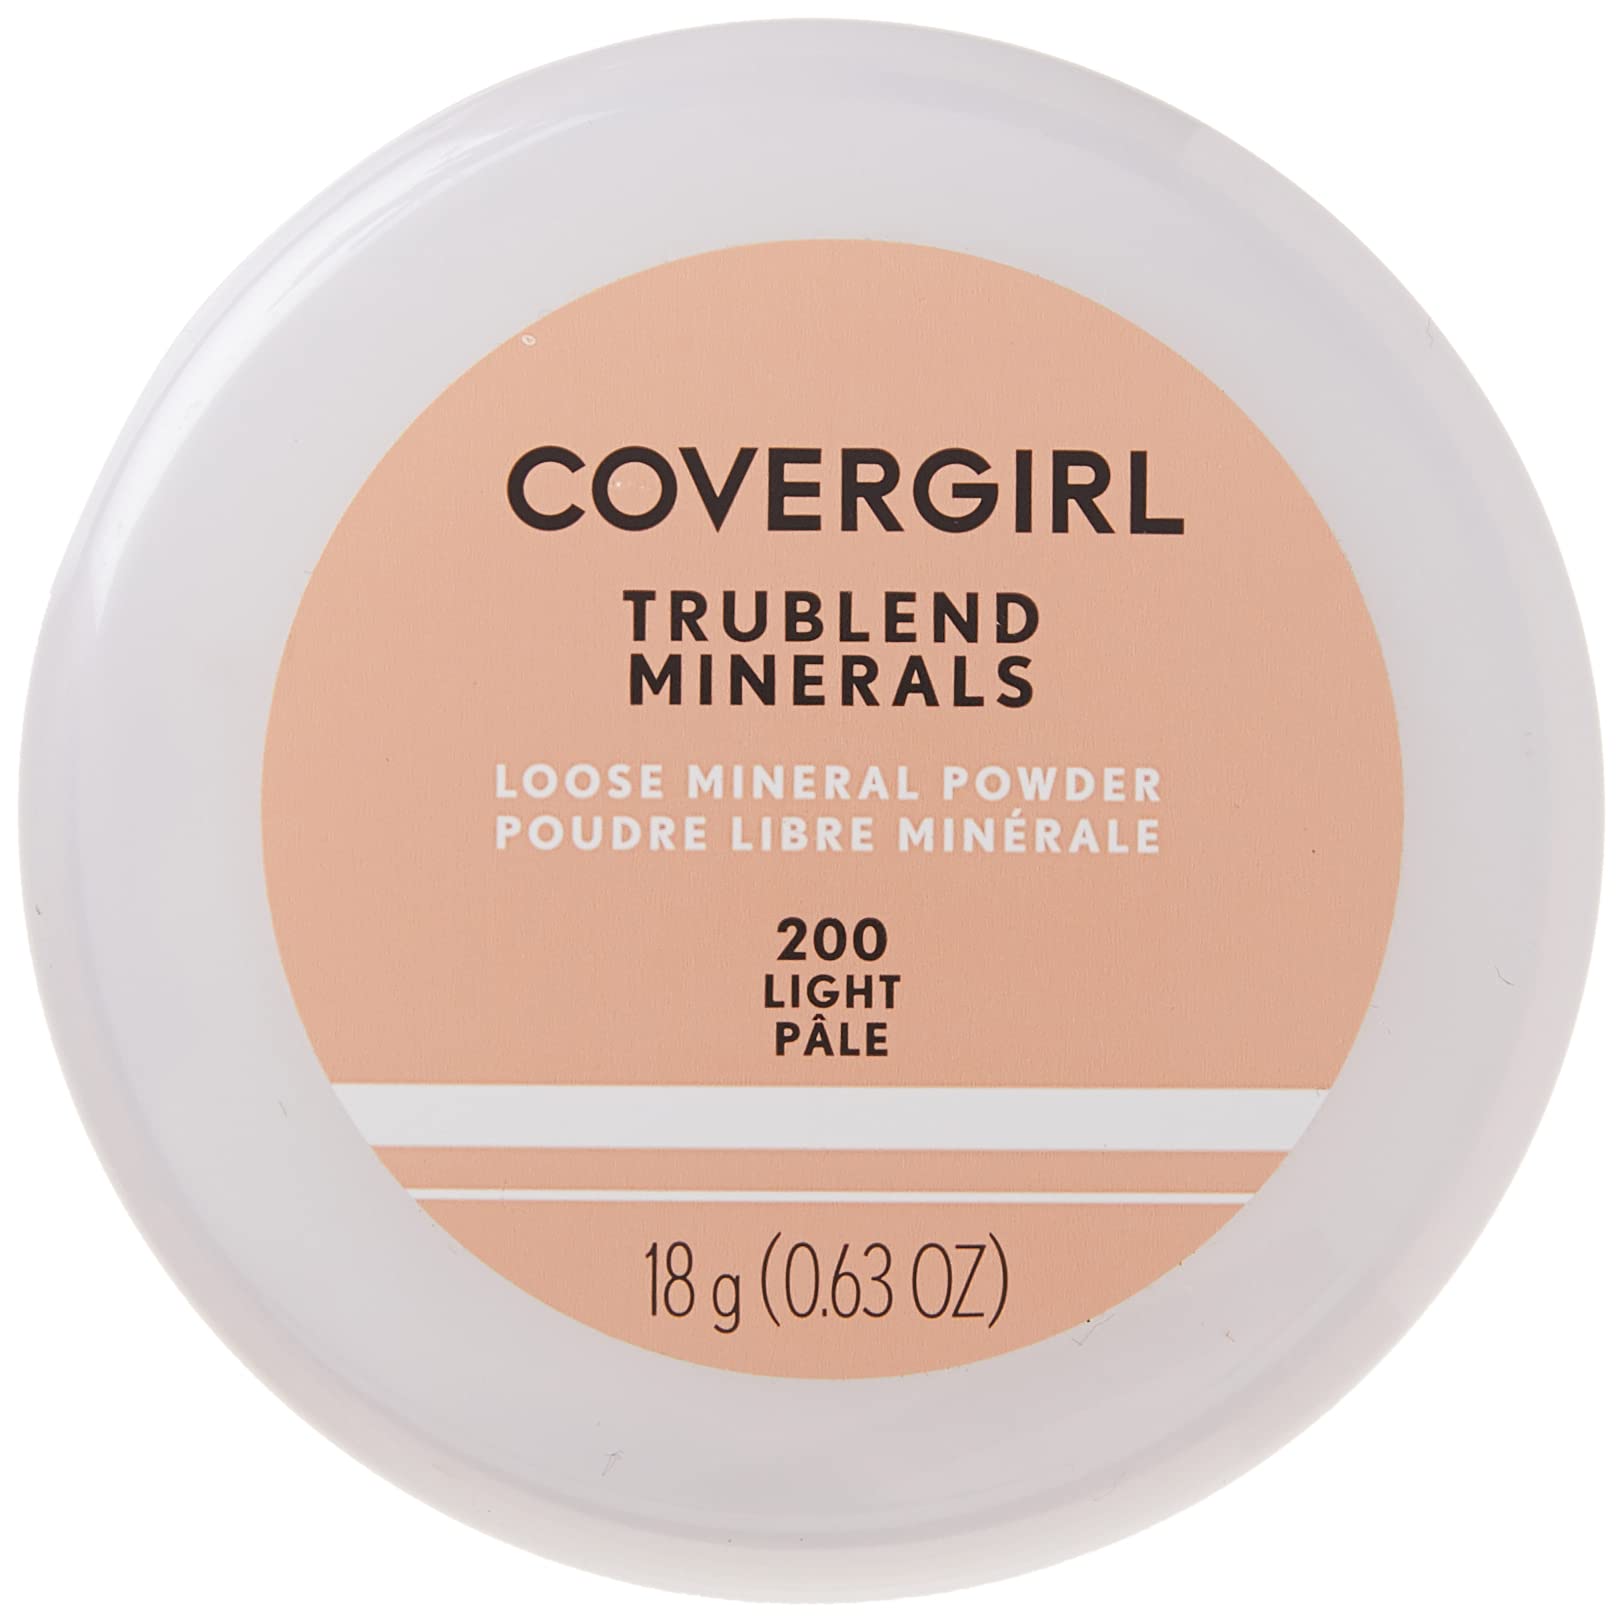 COVERGIRL
TRUBLEND
MINERALS
LOOSE MINERAL POWDER
POUDRE LIBRE MINÉRALE
200
LIGHT
PÂLE
18 g (0.63 OZ)